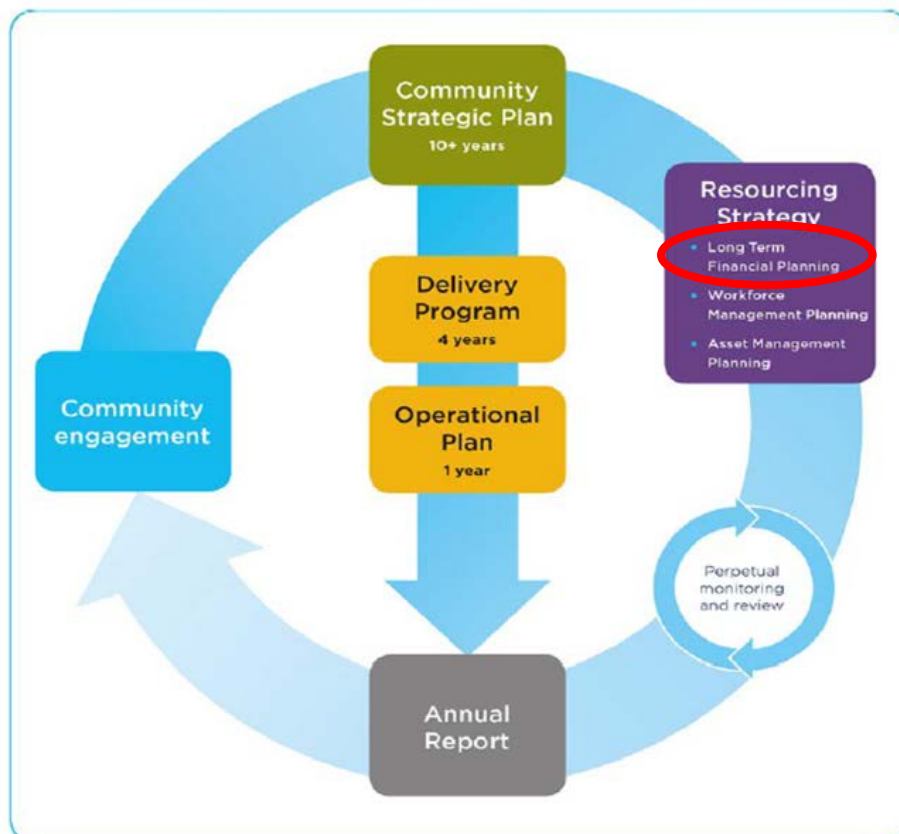 Community
Strategic Plan
10+ years
Resourcing
Strategy
• Long Term
Financial Planning
• Workforce
Management Planning
• Asset Management
Planning
Delivery
Program
4 years
Community
engagement
Operational
Plan
1 year
Perpetual
monitoring
and review
Annual
Report